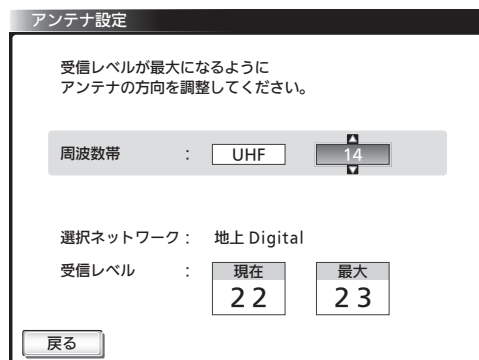 アンテナ設定
受信レベルが最大になるように
アンテナの方向を調整してください。
周波数帯 : UHF 14
選択ネットワーク : 地上 Digital
受信レベル : 現在 最大
22 23
戻る